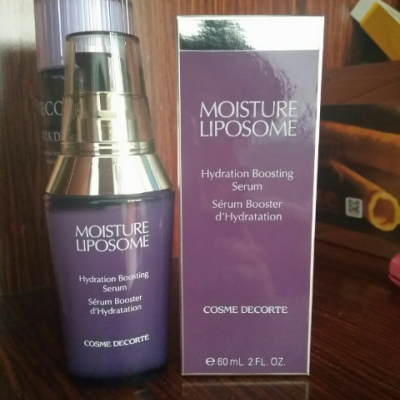 MOISTURE
LIPOSOME
Hydration Boosting
Serum
Sérum Booster
d'Hydratation
COSME DECORTE
MOISTURE
LIPOSOME
Hydration Boosting
Serum
Sérum Booster
d'Hydratation
COSME DECORTE
℮ 60 mL 2 FL. OZ.